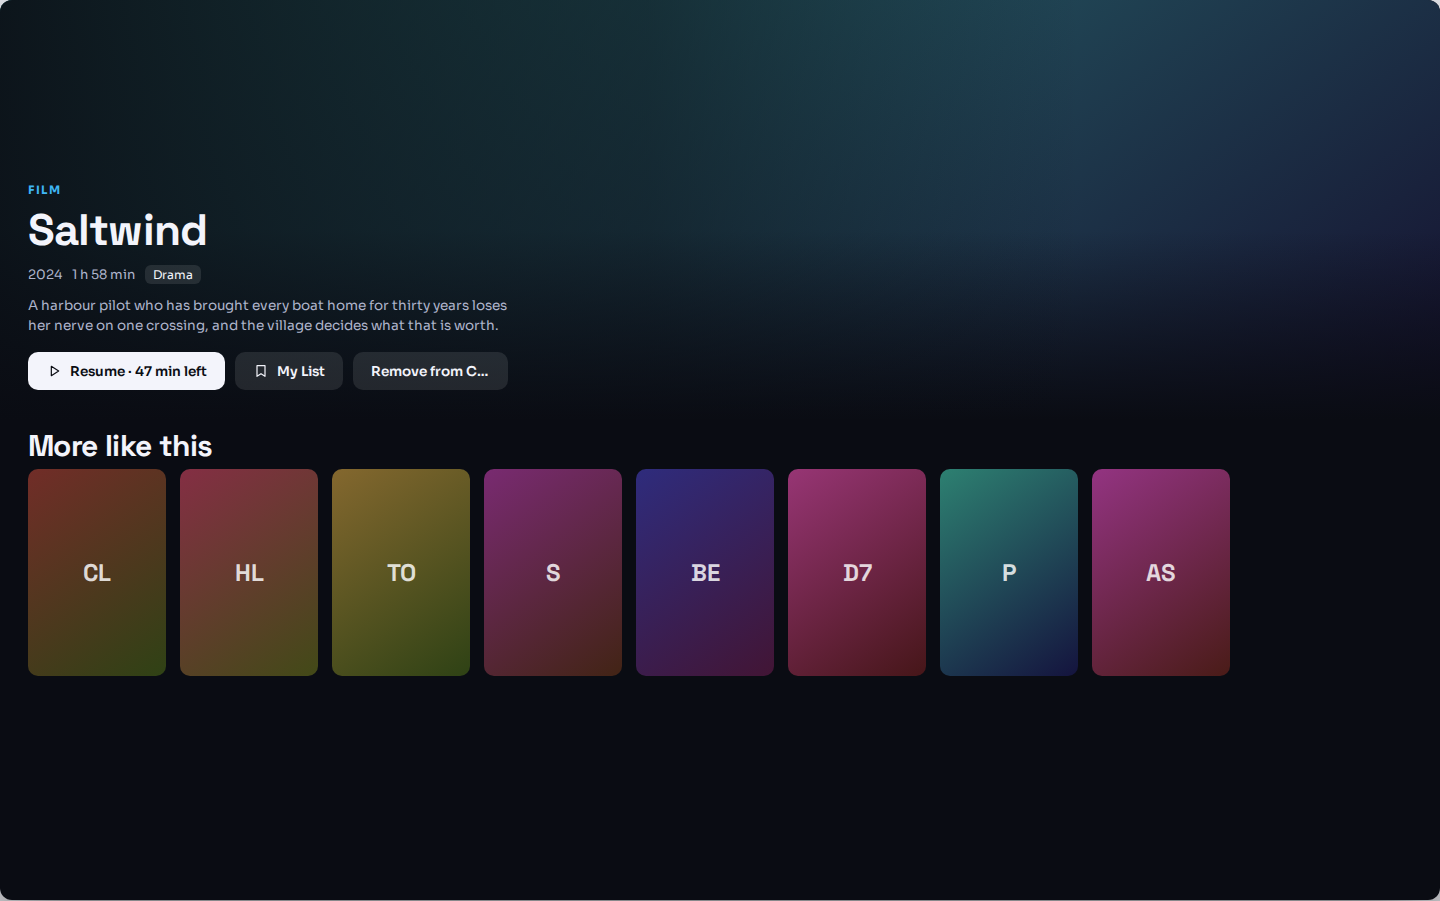 FILM
Saltwind
2024 1 h 58 min Drama
A harbour pilot who has brought every boat home for thirty years loses
her nerve on one crossing, and the village decides what that is worth.
Resume · 47 min left My List Remove from C...
More like this
CL HL TO S BE D7 P AS